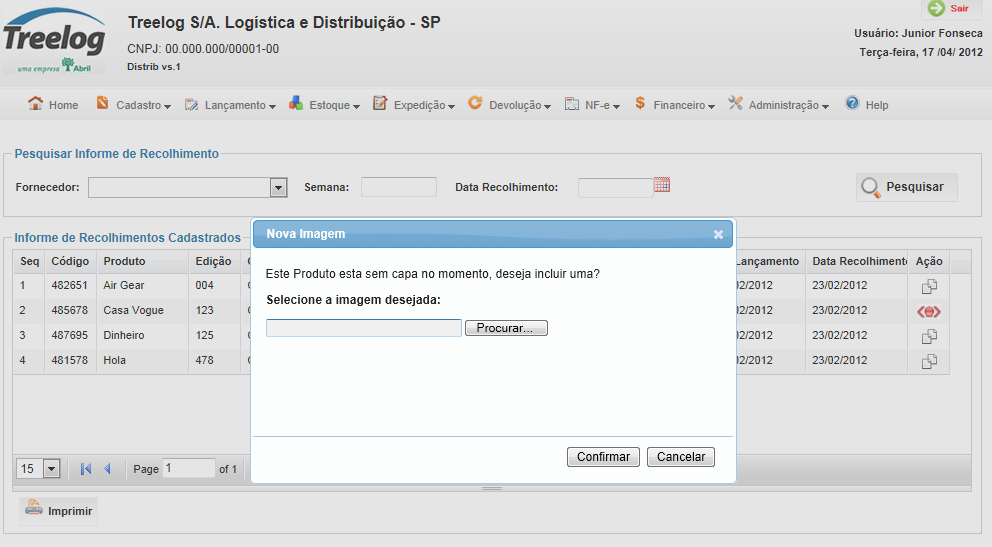 Treelog
uma empresa Abril
Treelog S/A. Logística e Distribuição - SP
CNPJ: 00.000.000/00001-00
Distrib vs.1
Sair
Usuário: Junior Fonseca
Terça-feira, 17 /04/ 2012
Home Cadastro Lançamento Estoque Expedição Devolução NF-e Financeiro Administração Help
Pesquisar Informe de Recolhimento
Fornecedor: Semana: Data Recolhimento: Pesquisar
Informe de Recolhimentos Cadastrados
Seq Código Produto Edição Lançamento Data Recolhimento Ação
1 482651 Air Gear 004 02/2012 23/02/2012
2 485678 Casa Vogue 123 02/2012 23/02/2012
3 487695 Dinheiro 125 02/2012 23/02/2012
4 481578 Hola 478 02/2012 23/02/2012
Nova Imagem
Este Produto esta sem capa no momento, deseja incluir uma?
Selecione a imagem desejada:
Procurar...
Confirmar Cancelar
15 Page 1 of 1
Imprimir